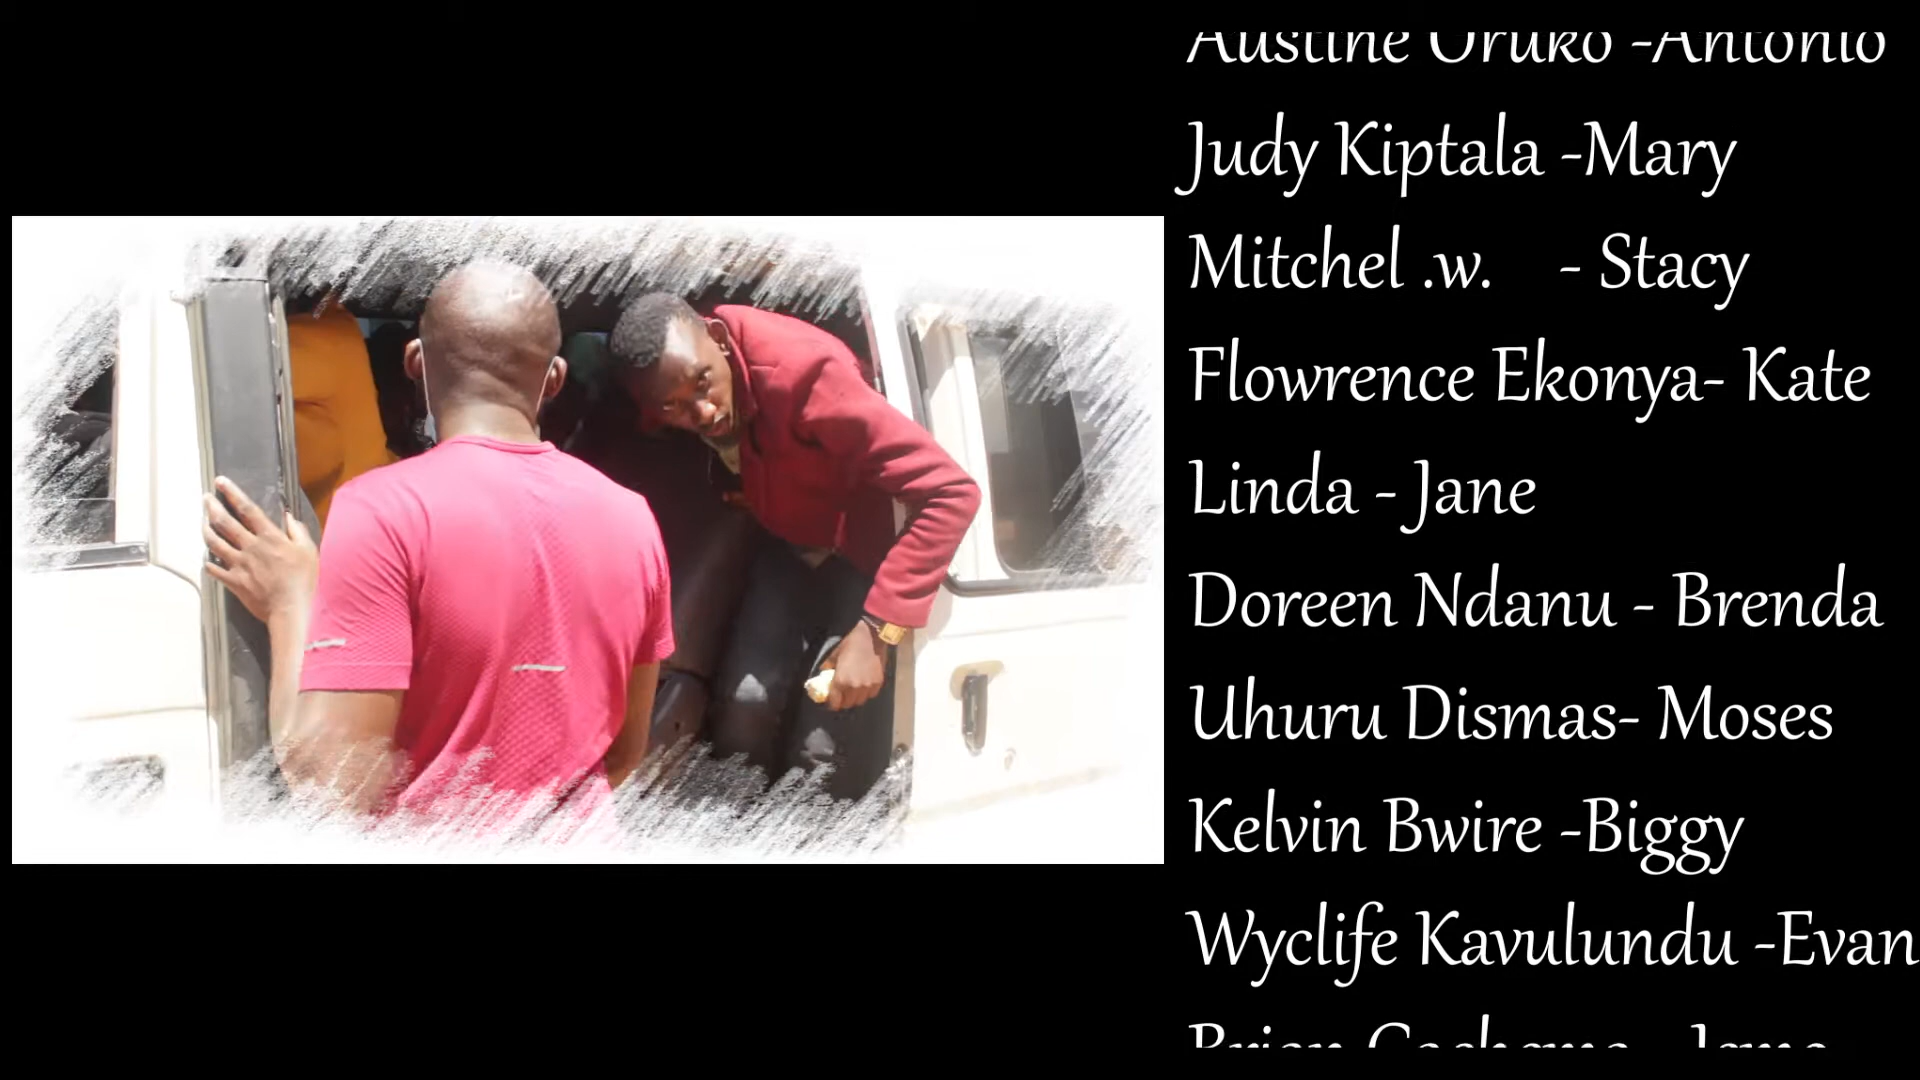 Austine Oruko -Antonio
Judy Kiptala -Mary
Mitchel .w. - Stacy
Flowrence Ekonya- Kate
Linda - Jane
Doreen Ndanu - Brenda
Uhuru Dismas- Moses
Kelvin Bwire -Biggy
Wyclife Kavulundu -Evan
Brian